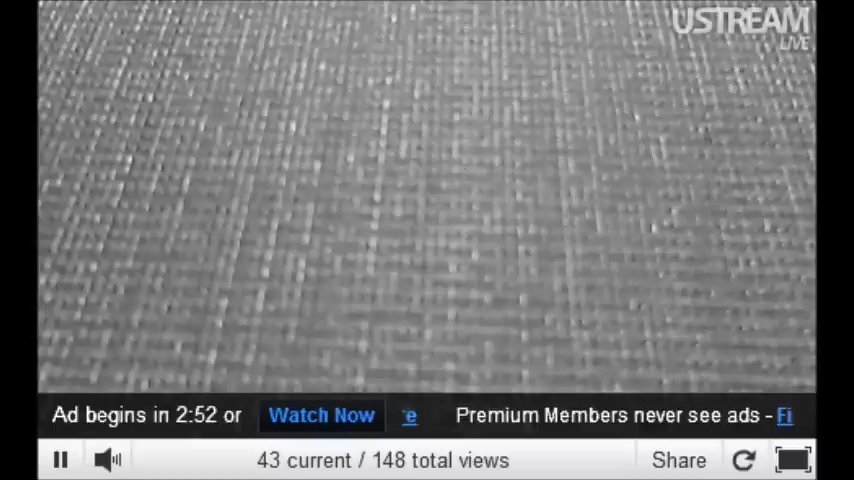 USTREAM
LIVE
Ad begins in 2:52 or Watch Now e Premium Members never see ads - Fi
43 current / 148 total views Share